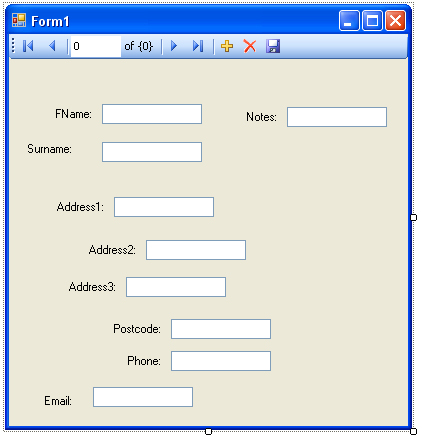 Form1
0 of {0}
FName:
Notes:
Surname:
Address1:
Address2:
Address3:
Postcode:
Phone:
Email: